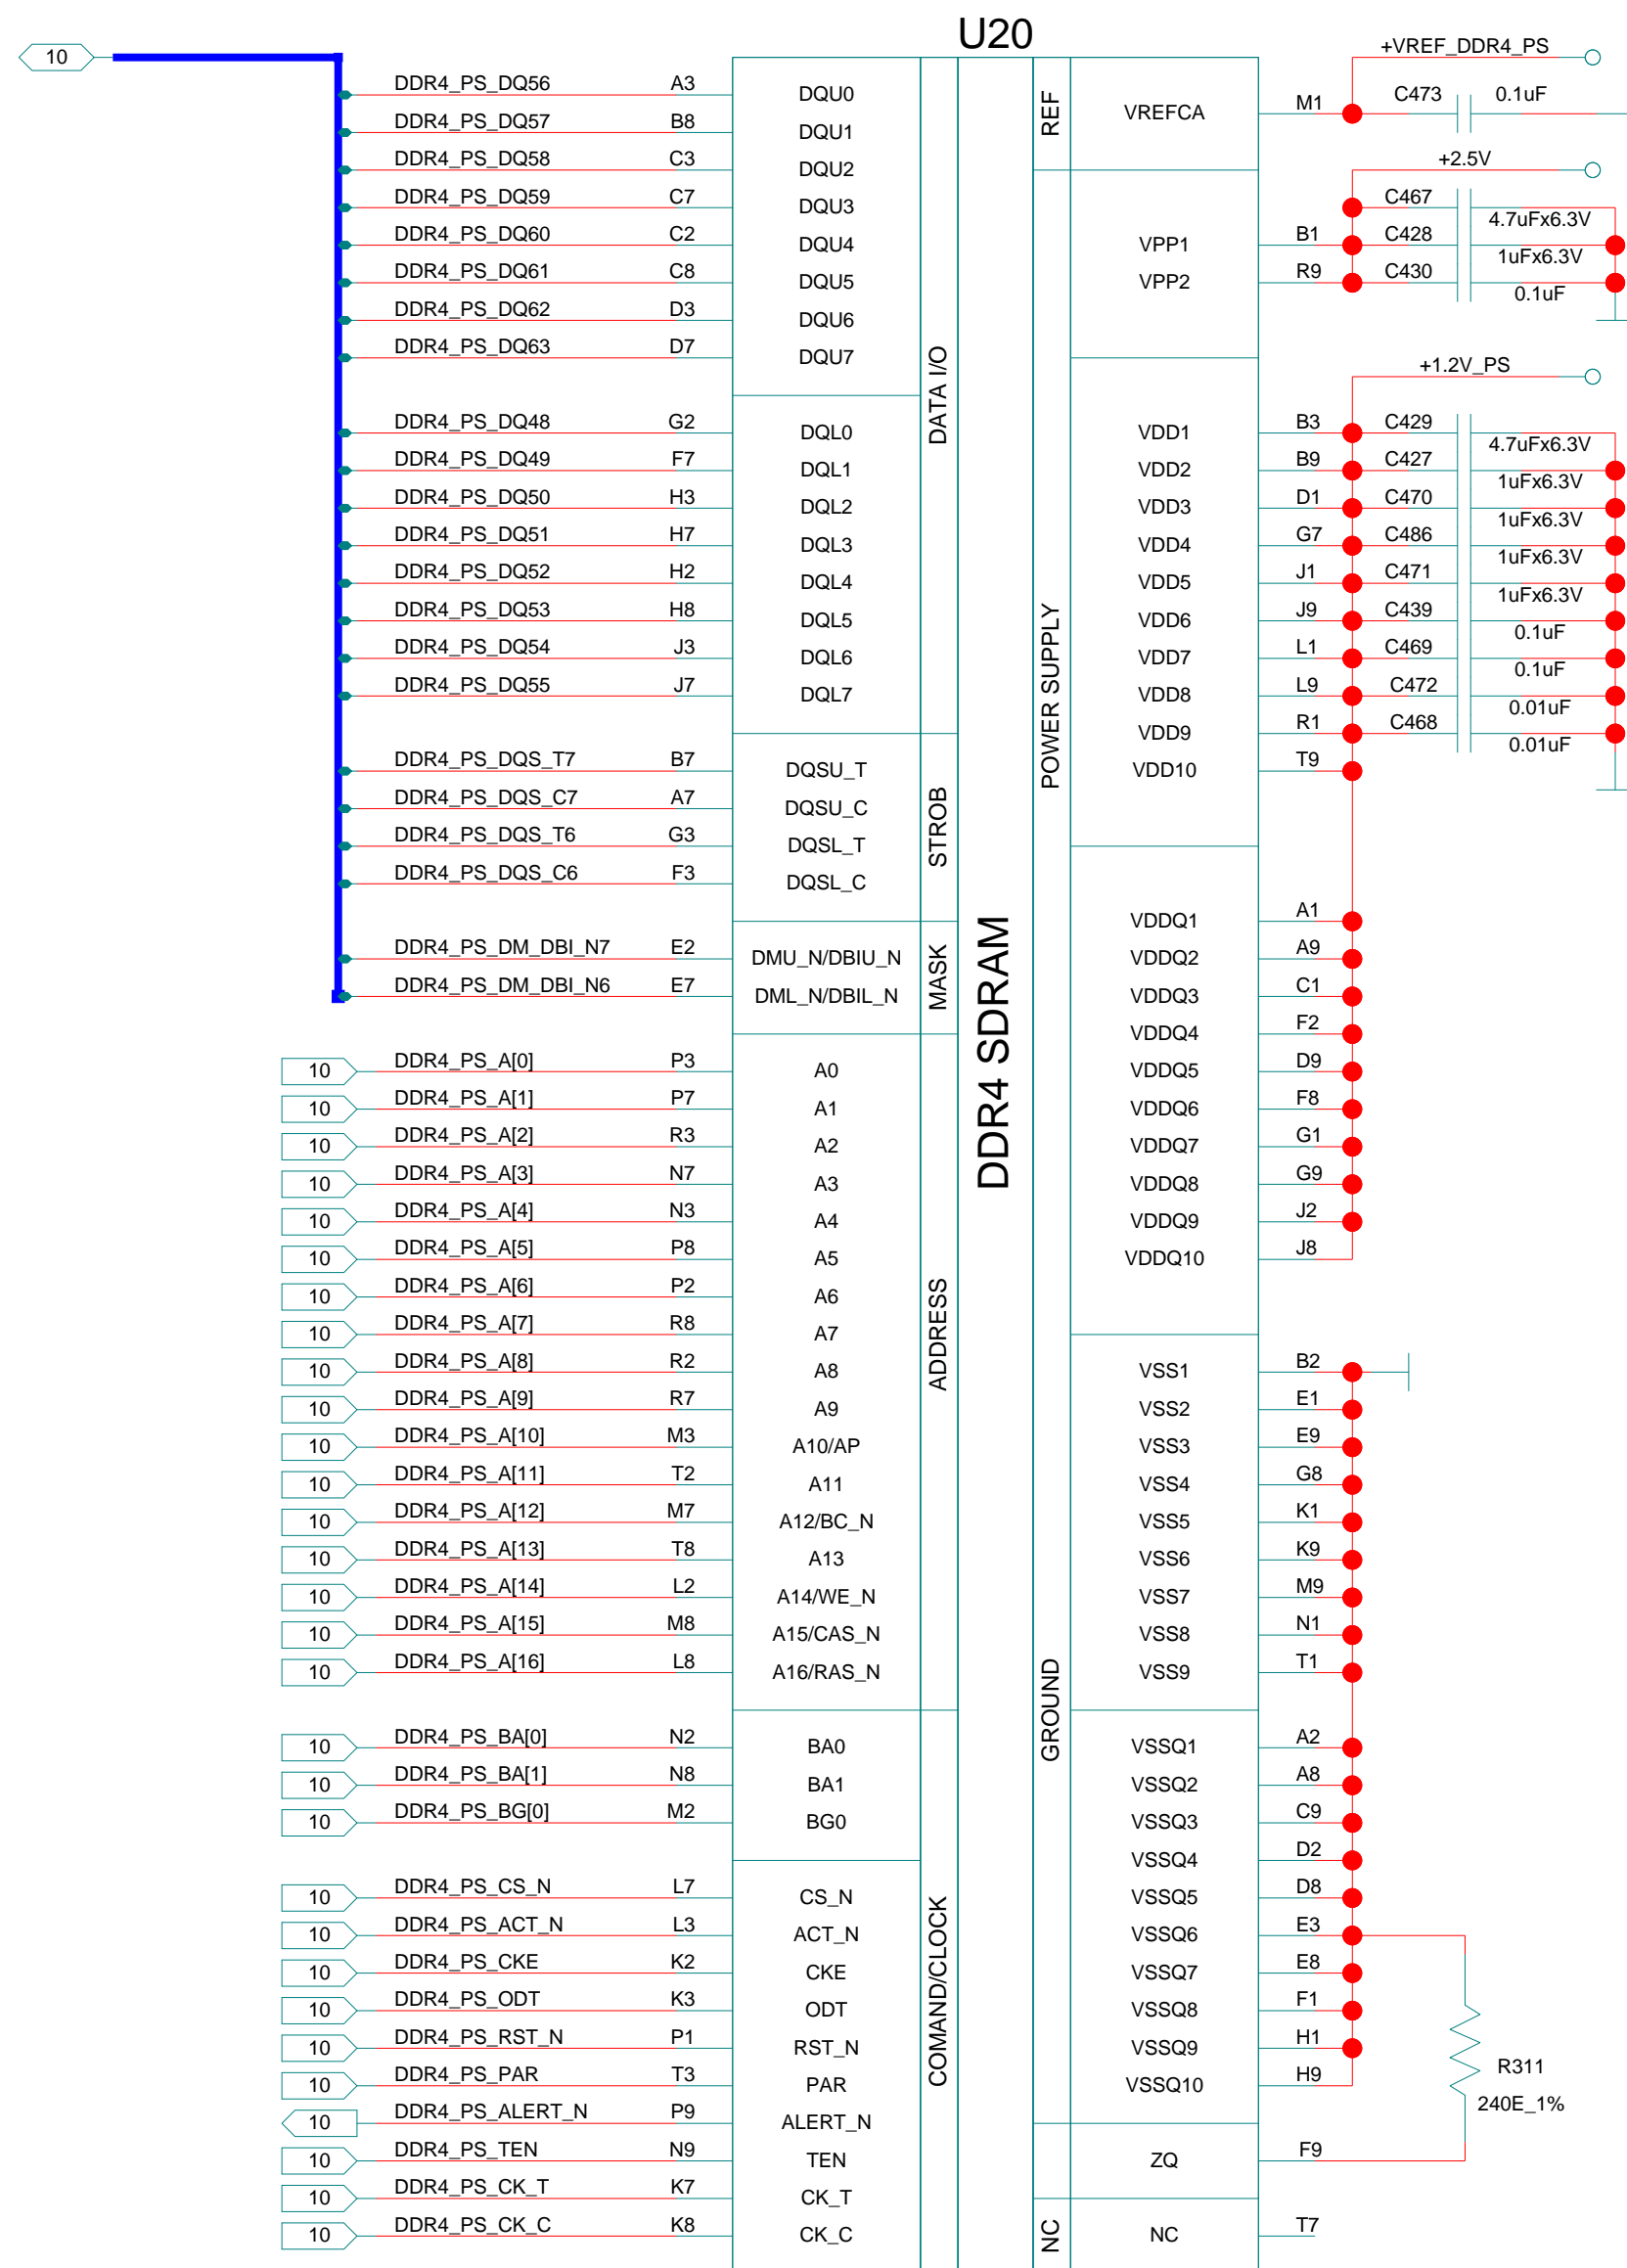 U20
10
DDR4_PS_DQ56 A3 DQU0
DDR4_PS_DQ57 B8 DQU1
DDR4_PS_DQ58 C3 DQU2
DDR4_PS_DQ59 C7 DQU3
DDR4_PS_DQ60 C2 DQU4
DDR4_PS_DQ61 C8 DQU5
DDR4_PS_DQ62 D3 DQU6
DDR4_PS_DQ63 D7 DQU7
DDR4_PS_DQ48 G2 DQL0
DDR4_PS_DQ49 F7 DQL1
DDR4_PS_DQ50 H3 DQL2
DDR4_PS_DQ51 H7 DQL3
DDR4_PS_DQ52 H2 DQL4
DDR4_PS_DQ53 H8 DQL5
DDR4_PS_DQ54 J3 DQL6
DDR4_PS_DQ55 J7 DQL7
DATA I/O
DDR4_PS_DQS_T7 B7 DQSU_T
DDR4_PS_DQS_C7 A7 DQSU_C
DDR4_PS_DQS_T6 G3 DQSL_T
DDR4_PS_DQS_C6 F3 DQSL_C
STROB
DDR4_PS_DM_DBI_N7 E2 DMU_N/DBIU_N
DDR4_PS_DM_DBI_N6 E7 DML_N/DBIL_N
MASK
10 DDR4_PS_A[0] P3 A0
10 DDR4_PS_A[1] P7 A1
10 DDR4_PS_A[2] R3 A2
10 DDR4_PS_A[3] N7 A3
10 DDR4_PS_A[4] N3 A4
10 DDR4_PS_A[5] P8 A5
10 DDR4_PS_A[6] P2 A6
10 DDR4_PS_A[7] R8 A7
10 DDR4_PS_A[8] R2 A8
10 DDR4_PS_A[9] R7 A9
10 DDR4_PS_A[10] M3 A10/AP
10 DDR4_PS_A[11] T2 A11
10 DDR4_PS_A[12] M7 A12/BC_N
10 DDR4_PS_A[13] T8 A13
10 DDR4_PS_A[14] L2 A14/WE_N
10 DDR4_PS_A[15] M8 A15/CAS_N
10 DDR4_PS_A[16] L8 A16/RAS_N
ADDRESS
10 DDR4_PS_BA[0] N2 BA0
10 DDR4_PS_BA[1] N8 BA1
10 DDR4_PS_BG[0] M2 BG0
10 DDR4_PS_CS_N L7 CS_N
10 DDR4_PS_ACT_N L3 ACT_N
10 DDR4_PS_CKE K2 CKE
10 DDR4_PS_ODT K3 ODT
10 DDR4_PS_RST_N P1 RST_N
10 DDR4_PS_PAR T3 PAR
10 DDR4_PS_ALERT_N P9 ALERT_N
10 DDR4_PS_TEN N9 TEN
10 DDR4_PS_CK_T K7 CK_T
10 DDR4_PS_CK_C K8 CK_C
COMAND/CLOCK
DDR4 SDRAM
REF
+VREF_DDR4_PS
VREFCA M1 C473 0.1uF
POWER SUPPLY
+2.5V
C467 4.7uFx6.3V
VPP1 B1 C428 1uFx6.3V
VPP2 R9 C430 0.1uF
+1.2V_PS
VDD1 B3 C429 4.7uFx6.3V
VDD2 B9 C427 1uFx6.3V
VDD3 D1 C470 1uFx6.3V
VDD4 G7 C486 1uFx6.3V
VDD5 J1 C471 1uFx6.3V
VDD6 J9 C439 0.1uF
VDD7 L1 C469 0.1uF
VDD8 L9 C472 0.01uF
VDD9 R1 C468 0.01uF
VDD10 T9
VDDQ1 A1
VDDQ2 A9
VDDQ3 C1
VDDQ4 F2
VDDQ5 D9
VDDQ6 F8
VDDQ7 G1
VDDQ8 G9
VDDQ9 J2
VDDQ10 J8
GROUND
VSS1 B2
VSS2 E1
VSS3 E9
VSS4 G8
VSS5 K1
VSS6 K9
VSS7 M9
VSS8 N1
VSS9 T1
VSSQ1 A2
VSSQ2 A8
VSSQ3 C9
VSSQ4 D2
VSSQ5 D8
VSSQ6 E3
VSSQ7 E8
VSSQ8 F1
VSSQ9 H1
VSSQ10 H9
R311
240E_1%
ZQ F9
NC
NC T7